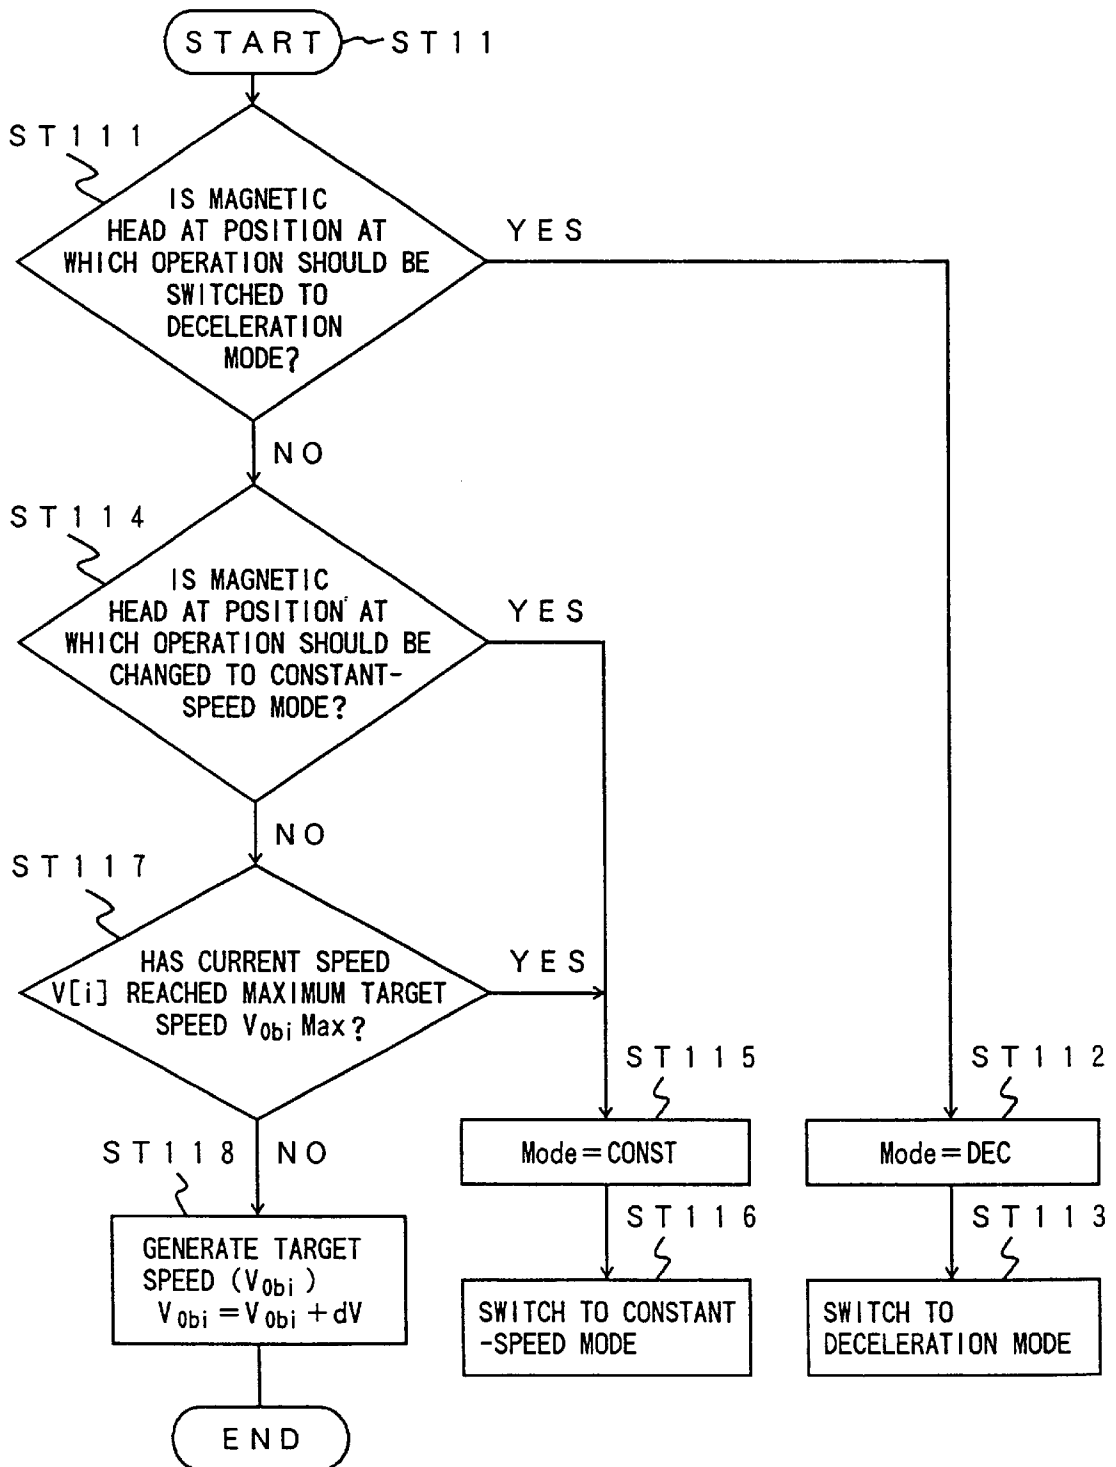 START
ST11
ST111
IS MAGNETIC
HEAD AT POSITION AT
WHICH OPERATION SHOULD BE
SWITCHED TO
DECELERATION
MODE?
YES
NO
ST114
IS MAGNETIC
HEAD AT POSITION AT
WHICH OPERATION SHOULD BE
CHANGED TO CONSTANT-
SPEED MODE?
YES
NO
ST117
HAS CURRENT SPEED
V[i] REACHED MAXIMUM TARGET
SPEED V0bi Max?
YES
NO
ST115
Mode=CONST
ST112
Mode=DEC
ST118
GENERATE TARGET
SPEED (V0bi)
V0bi=V0bi+dV
ST116
SWITCH TO CONSTANT
-SPEED MODE
ST113
SWITCH TO
DECELERATION MODE
END